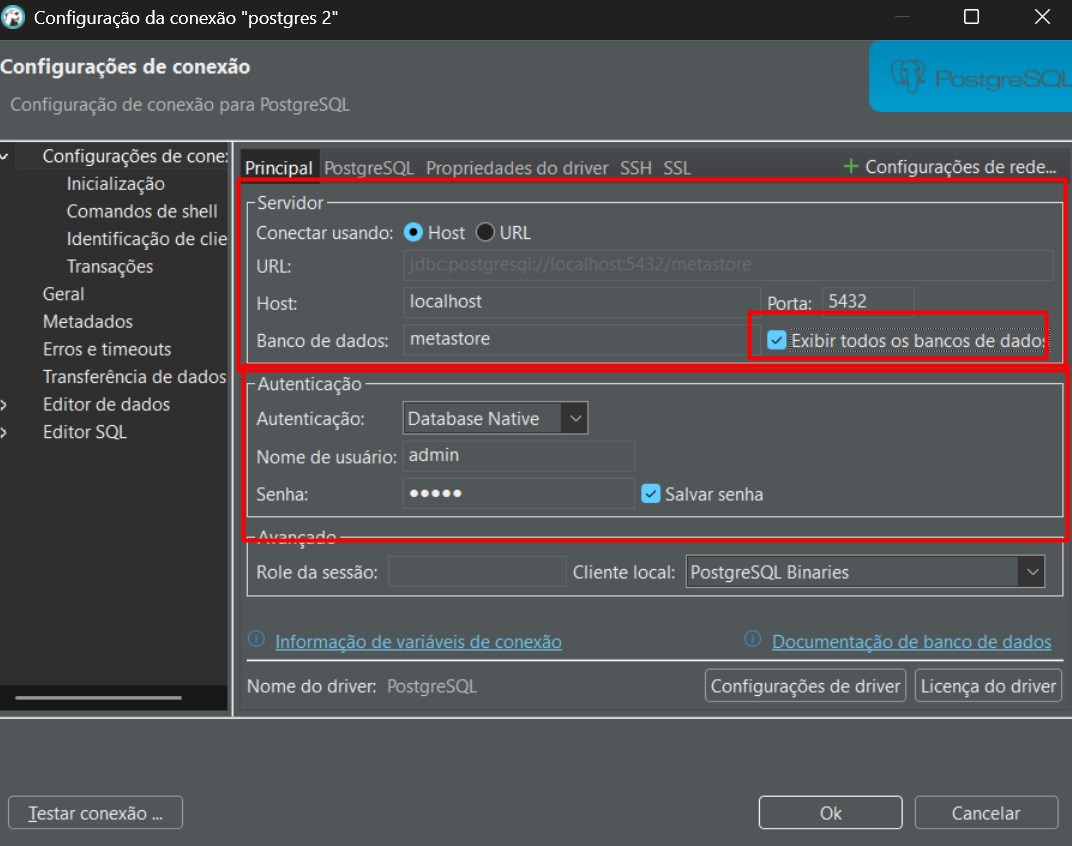 Configuração da conexão "postgres 2"
Configurações de conexão
Configuração de conexão para PostgreSQL
PostgreSQL
Configurações de cone
Inicialização
Comandos de shell
Identificação de clie
Transações
Geral
Metadados
Erros e timeouts
Transferência de dados
Editor de dados
Editor SQL
Principal PostgreSQL Propriedades do driver SSH SSL + Configurações de rede...
Servidor
Conectar usando: Host URL
URL: jdbc:postgresql://localhost:5432/metastore
Host: localhost Porta: 5432
Banco de dados: metastore Exibir todos os bancos de dados
Autenticação
Autenticação: Database Native
Nome de usuário: admin
Senha: ••••• Salvar senha
Avançado
Role da sessão: Cliente local: PostgreSQL Binaries
Informação de variáveis de conexão Documentação de banco de dados
Nome do driver: PostgreSQL Configurações de driver Licença do driver
Testar conexão ... Ok Cancelar